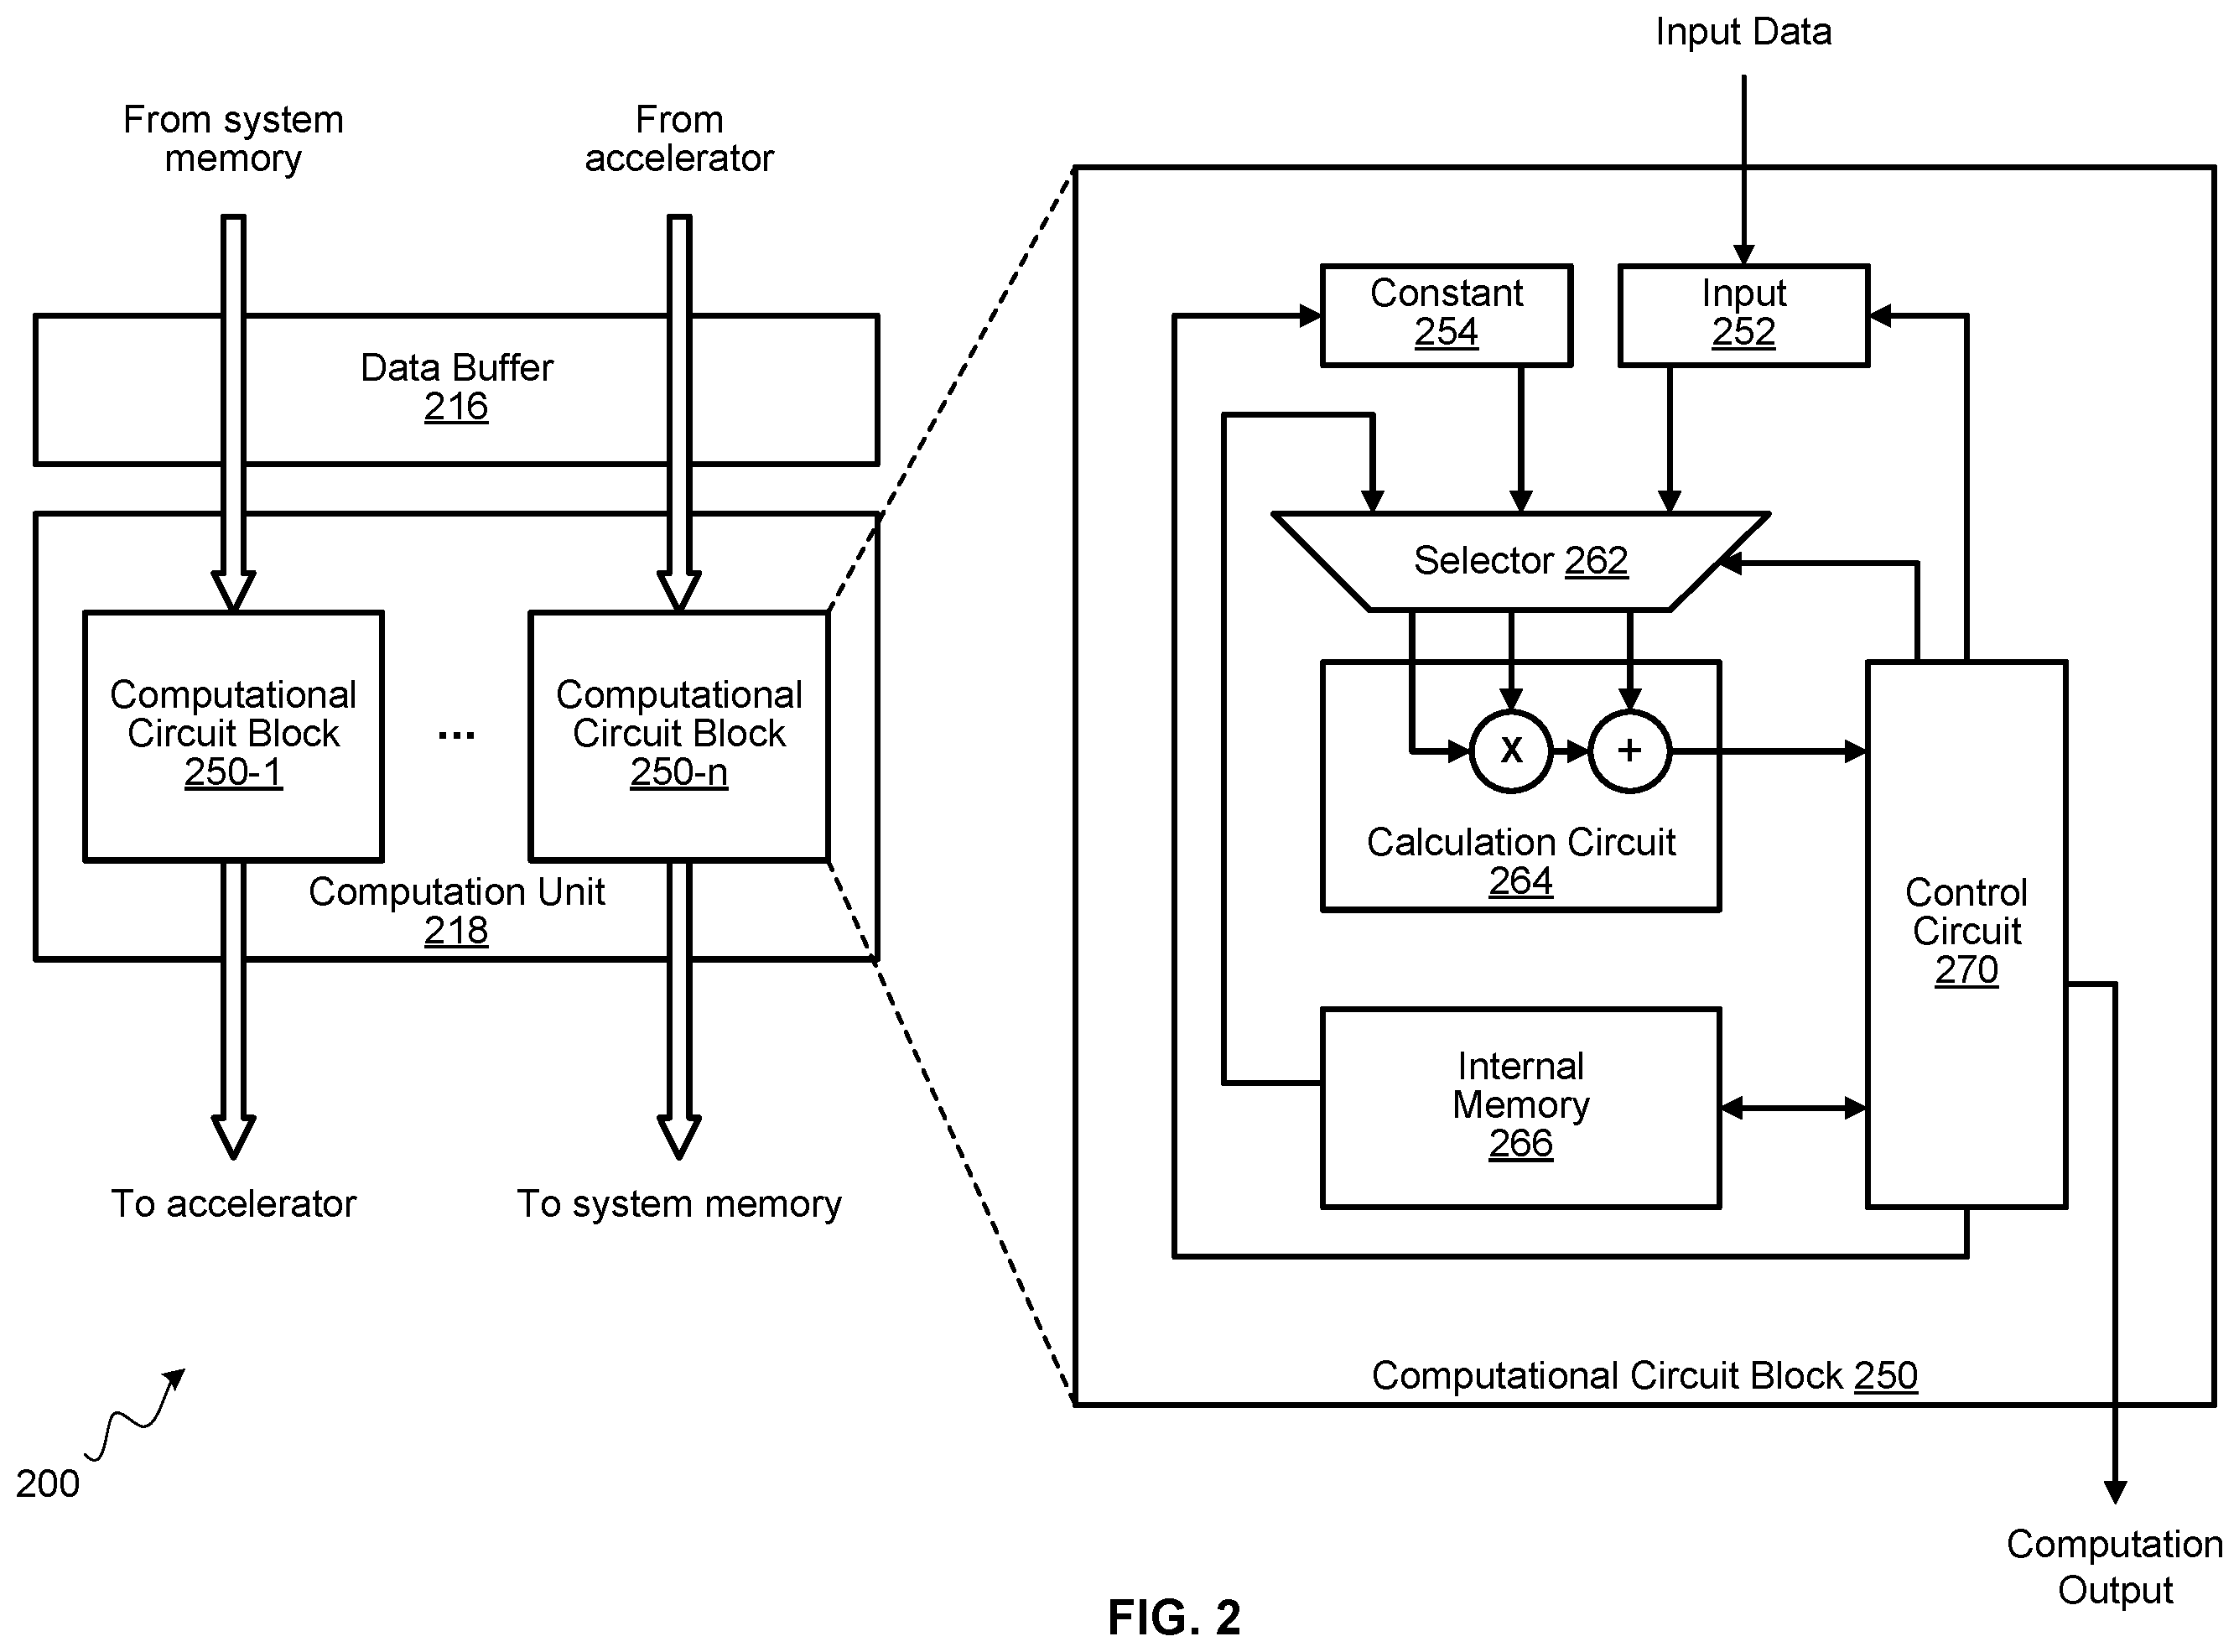 Input Data
From system
memory
From
accelerator
Data Buffer
216
Computational
Circuit Block
250-1
...
Computational
Circuit Block
250-n
Computation Unit
218
To accelerator
To system memory
200
Constant
254
Input
252
Selector 262
X
+
Calculation Circuit
264
Control
Circuit
270
Internal
Memory
266
Computational Circuit Block 250
Computation
Output
FIG. 2